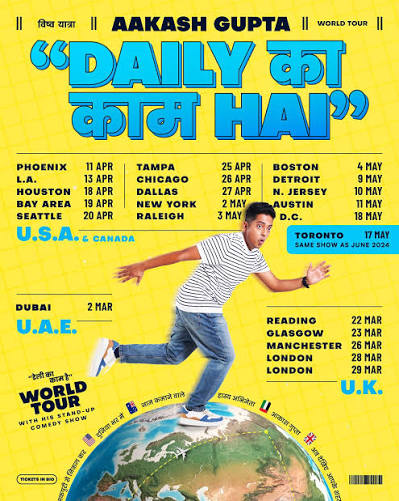 विश्व यात्रा
AAKASH GUPTA
WORLD TOUR
“DAILY का
काम HAI”
PHOENIX 11 APR
L.A. 13 APR
HOUSTON 18 APR
BAY AREA 19 APR
SEATTLE 20 APR
TAMPA 25 APR
CHICAGO 26 APR
DALLAS 27 APR
NEW YORK 2 MAY
RALEIGH 3 MAY
BOSTON 4 MAY
DETROIT 9 MAY
N. JERSEY 10 MAY
AUSTIN 11 MAY
D.C. 18 MAY
U.S.A. & CANADA
TORONTO 17 MAY
SAME SHOW AS JUNE 2024
DUBAI 2 MAR
U.A.E.
READING 22 MAR
GLASGOW 23 MAR
MANCHESTER 26 MAR
LONDON 28 MAR
LONDON 29 MAR
U.K.
“डेली का
काम है”
WORLD
TOUR
WITH HIS STAND-UP
COMEDY SHOW
दुनिया भर में
नाम कमाने वाले
हास्य अभिनेता
आकाश गुप्ता
TICKETS IN BIO